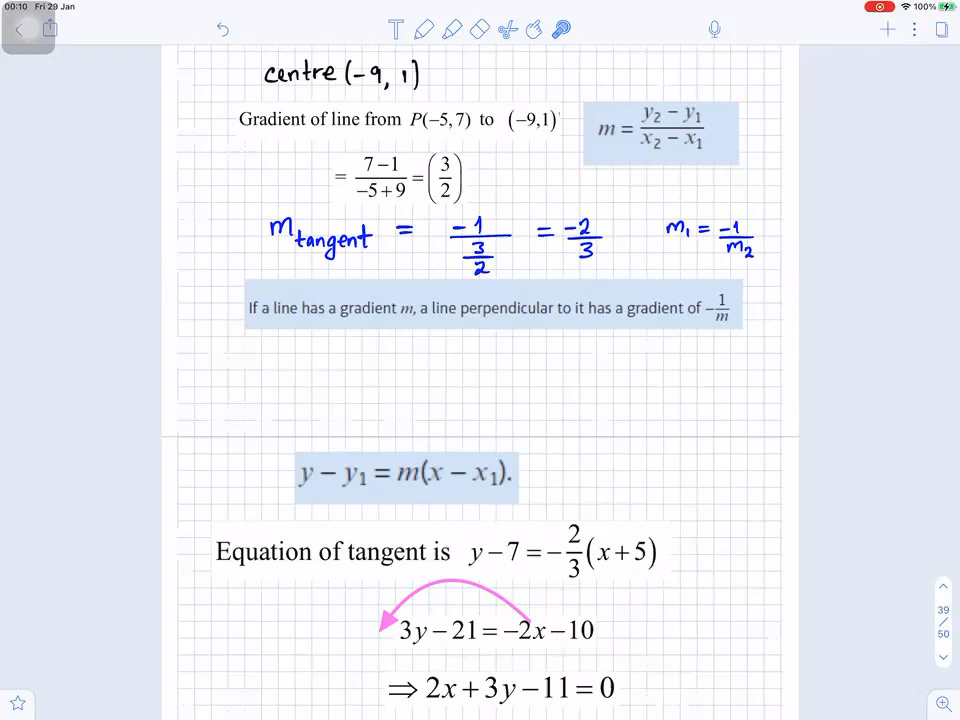 00:10 Fri 29 Jan
100%
centre (-9, 1)
Gradient of line from P(−5, 7) to (−9,1)
m = y₂ − y₁ / x₂ − x₁
= 7−1 / −5+9 = (3/2)
m tangent = -1 / (3/2) = -2/3
m₁ = -1/m₂
If a line has a gradient m, a line perpendicular to it has a gradient of −1/m
y − y₁ = m(x − x₁).
Equation of tangent is y − 7 = −2/3 (x + 5)
3y − 21 = −2x − 10
⇒ 2x + 3y − 11 = 0
39
/
50